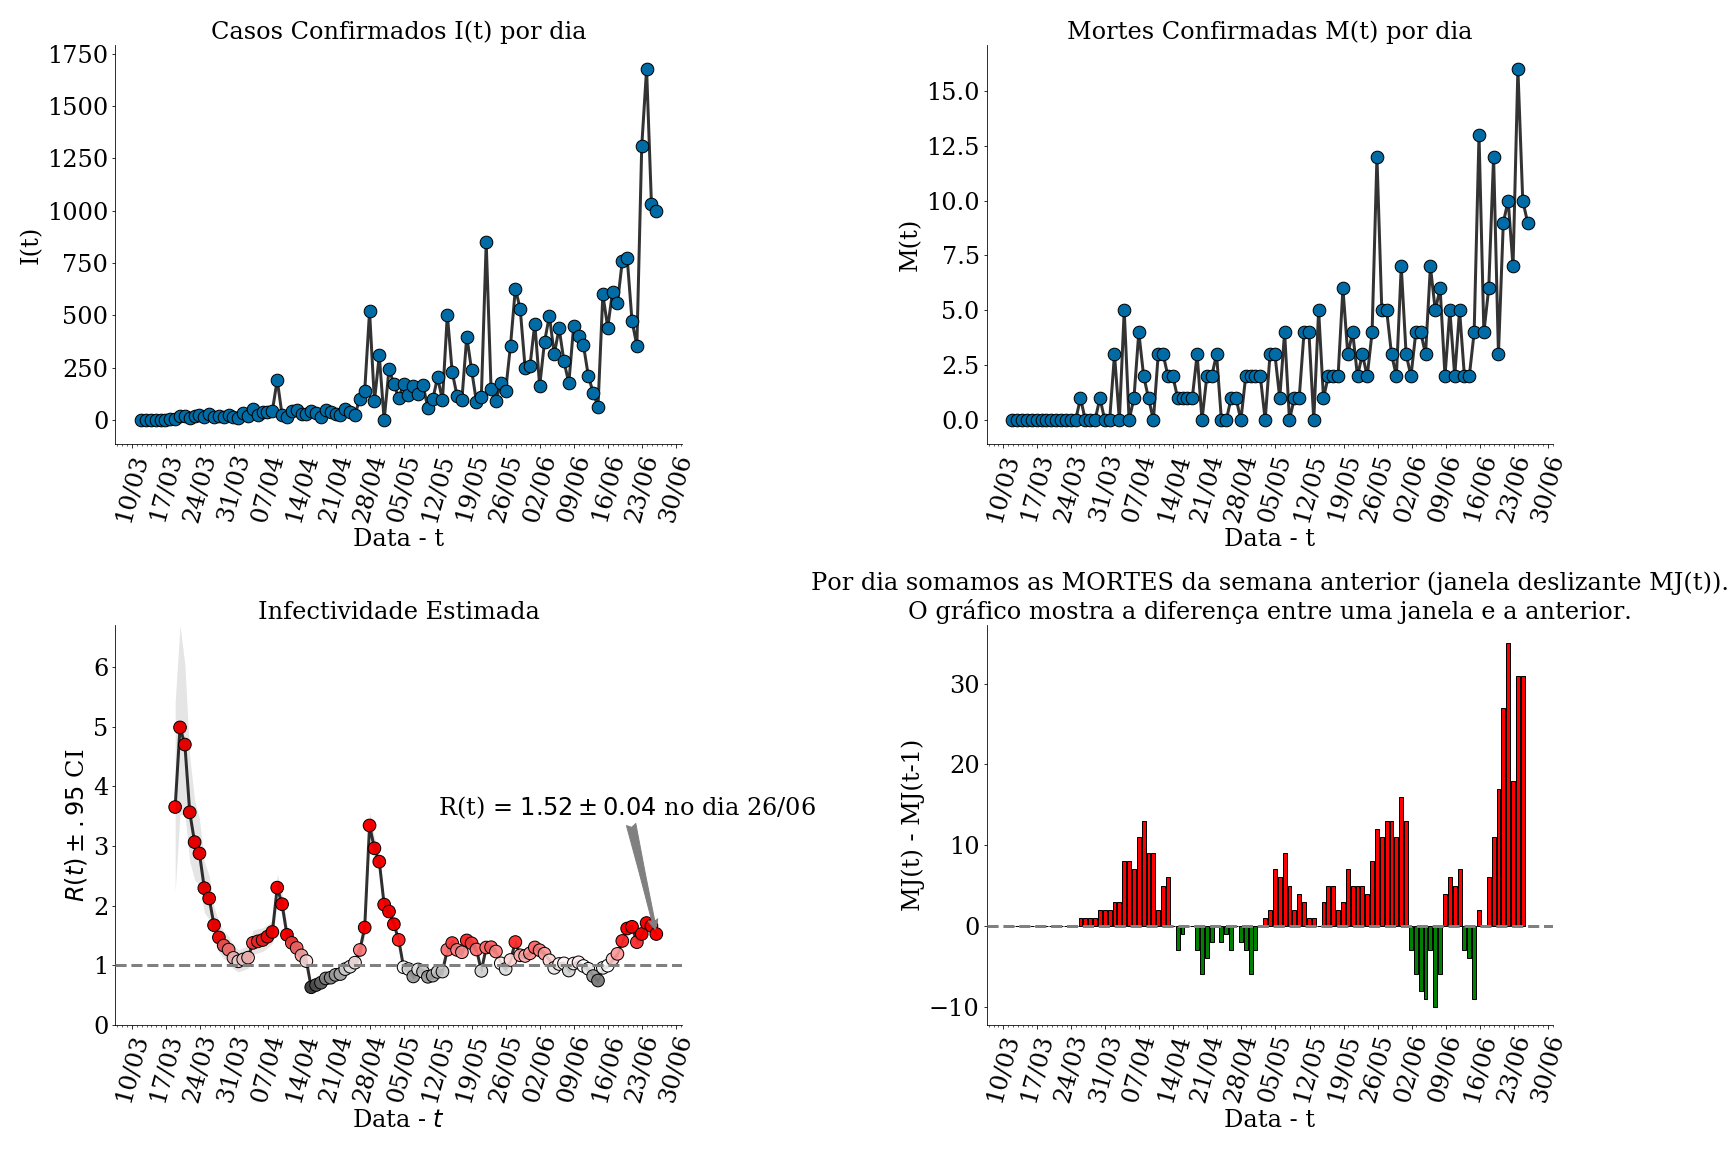 Casos Confirmados I(t) por dia
1750
1500
1250
1000
750
500
250
0
I(t)
10/03 17/03 24/03 31/03 07/04 14/04 21/04 28/04 05/05 12/05 19/05 26/05 02/06 09/06 16/06 23/06 30/06
Data - t
Mortes Confirmadas M(t) por dia
15.0
12.5
10.0
7.5
5.0
2.5
0.0
M(t)
10/03 17/03 24/03 31/03 07/04 14/04 21/04 28/04 05/05 12/05 19/05 26/05 02/06 09/06 16/06 23/06 30/06
Data - t
Infectividade Estimada
6
5
4
3
2
1
0
R(t) ± .95 CI
R(t) = 1.52 ± 0.04 no dia 26/06
10/03 17/03 24/03 31/03 07/04 14/04 21/04 28/04 05/05 12/05 19/05 26/05 02/06 09/06 16/06 23/06 30/06
Data - t
Por dia somamos as MORTES da semana anterior (janela deslizante MJ(t)).
O gráfico mostra a diferença entre uma janela e a anterior.
30
20
10
0
−10
MJ(t) - MJ(t-1)
10/03 17/03 24/03 31/03 07/04 14/04 21/04 28/04 05/05 12/05 19/05 26/05 02/06 09/06 16/06 23/06 30/06
Data - t